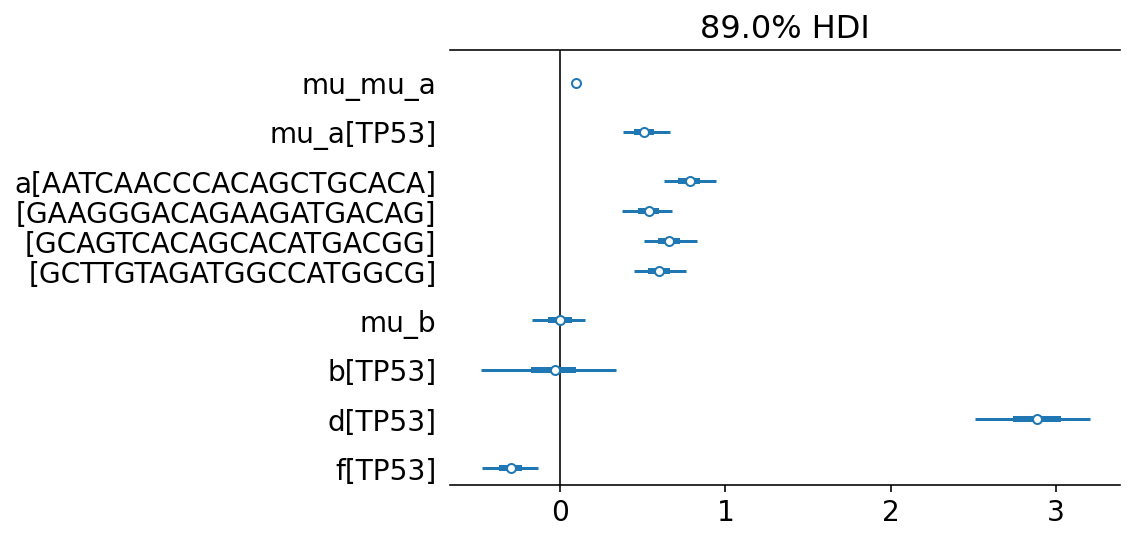 89.0% HDI
mu_mu_a
mu_a[TP53]
a[AATCAACCCACAGCTGCACA]
[GAAGGGACAGAAGATGACAG]
[GCAGTCACAGCACATGACGG]
[GCTTGTAGATGGCCATGGCG]
mu_b
b[TP53]
d[TP53]
f[TP53]
0 1 2 3